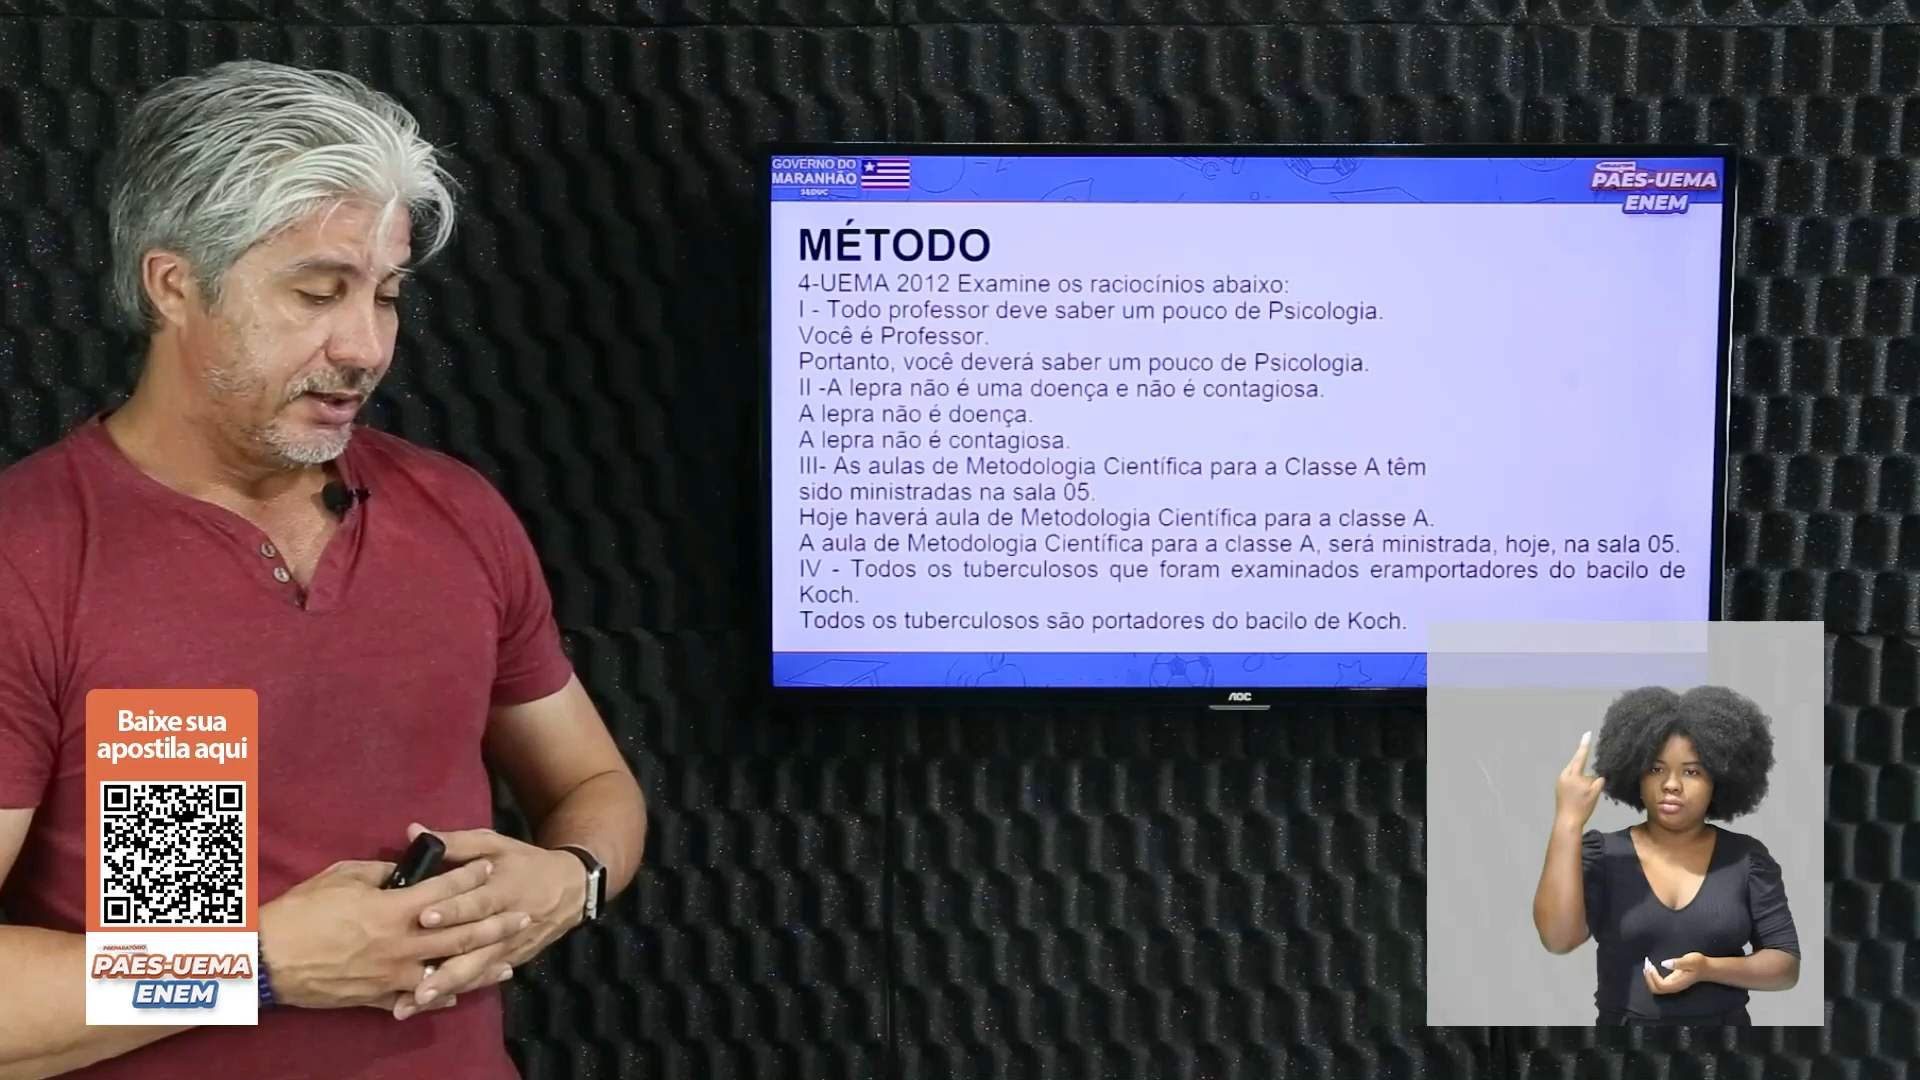 GOVERNO DO
MARANHÃO
SEDUC
PAES-UEMA
ENEM
MÉTODO
4-UEMA 2012 Examine os raciocínios abaixo:
I - Todo professor deve saber um pouco de Psicologia.
Você é Professor.
Portanto, você deverá saber um pouco de Psicologia.
II -A lepra não é uma doença e não é contagiosa.
A lepra não é doença.
A lepra não é contagiosa.
III- As aulas de Metodologia Científica para a Classe A têm
sido ministradas na sala 05.
Hoje haverá aula de Metodologia Científica para a classe A.
A aula de Metodologia Científica para a classe A, será ministrada, hoje, na sala 05.
IV - Todos os tuberculosos que foram examinados eramportadores do bacilo de
Koch.
Todos os tuberculosos são portadores do bacilo de Koch.
AOC
Baixe sua
apostila aqui
PREPARATÓRIO
PAES-UEMA
ENEM